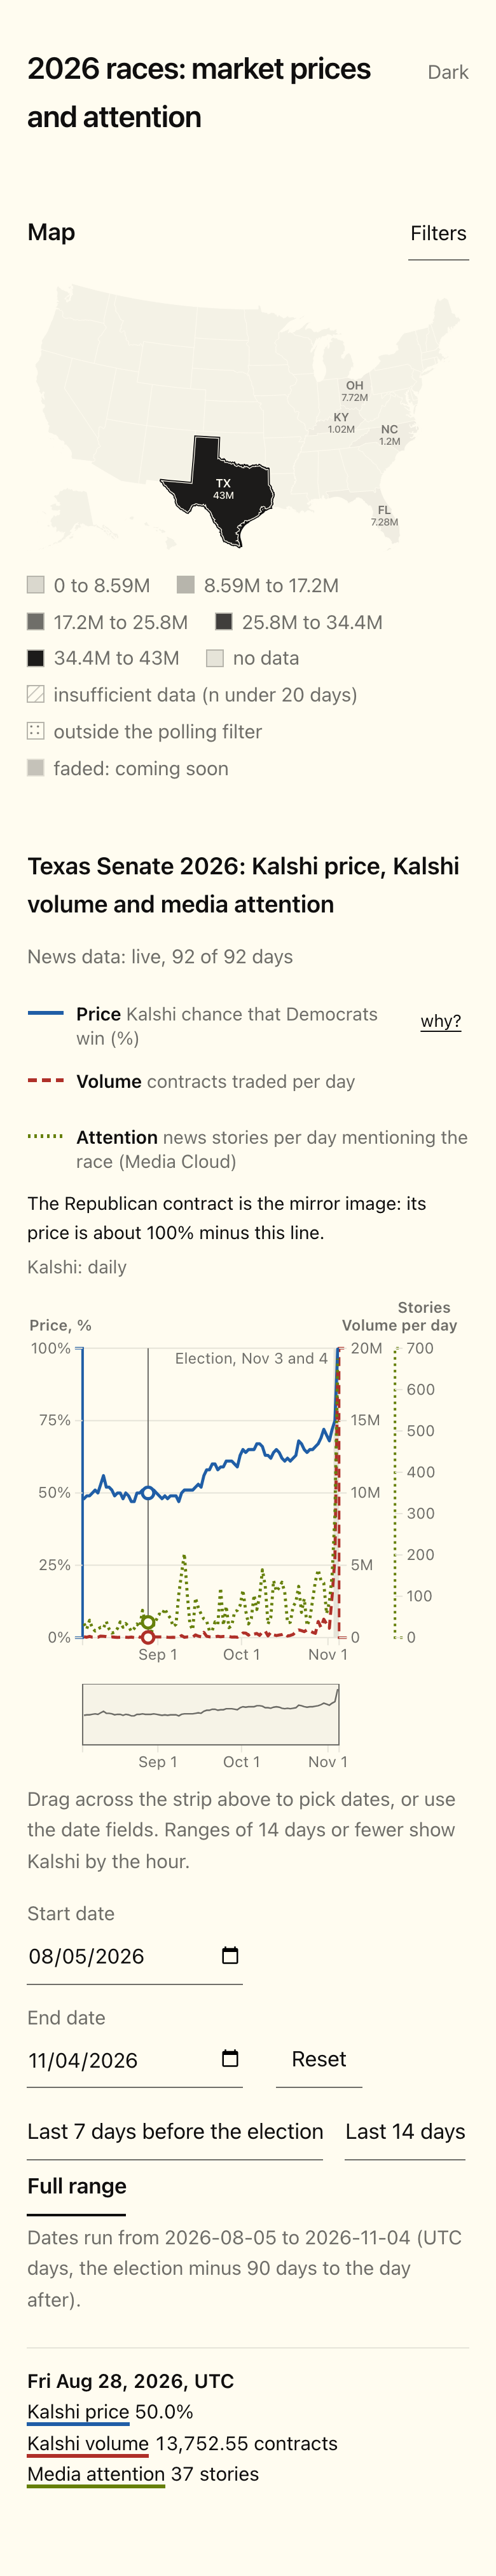 2026 races: market prices
and attention
Dark
Map
Filters
OH
7.72M
KY
1.02M
NC
1.2M
TX
43M
FL
7.28M
0 to 8.59M
8.59M to 17.2M
17.2M to 25.8M
25.8M to 34.4M
34.4M to 43M
no data
insufficient data (n under 20 days)
outside the polling filter
faded: coming soon
Texas Senate 2026: Kalshi price, Kalshi
volume and media attention
News data: live, 92 of 92 days
Price Kalshi chance that Democrats
win (%)
why?
Volume contracts traded per day
Attention news stories per day mentioning the
race (Media Cloud)
The Republican contract is the mirror image: its
price is about 100% minus this line.
Kalshi: daily
Stories
Price, %
Volume per day
100%
Election, Nov 3 and 4
20M
700
600
75%
15M
500
400
50%
10M
300
25%
5M
200
100
0%
0
0
Sep 1
Oct 1
Nov 1
Sep 1
Oct 1
Nov 1
Drag across the strip above to pick dates, or use
the date fields. Ranges of 14 days or fewer show
Kalshi by the hour.
Start date
08/05/2026
End date
11/04/2026
Reset
Last 7 days before the election
Last 14 days
Full range
Dates run from 2026-08-05 to 2026-11-04 (UTC
days, the election minus 90 days to the day
after).
Fri Aug 28, 2026, UTC
Kalshi price 50.0%
Kalshi volume 13,752.55 contracts
Media attention 37 stories